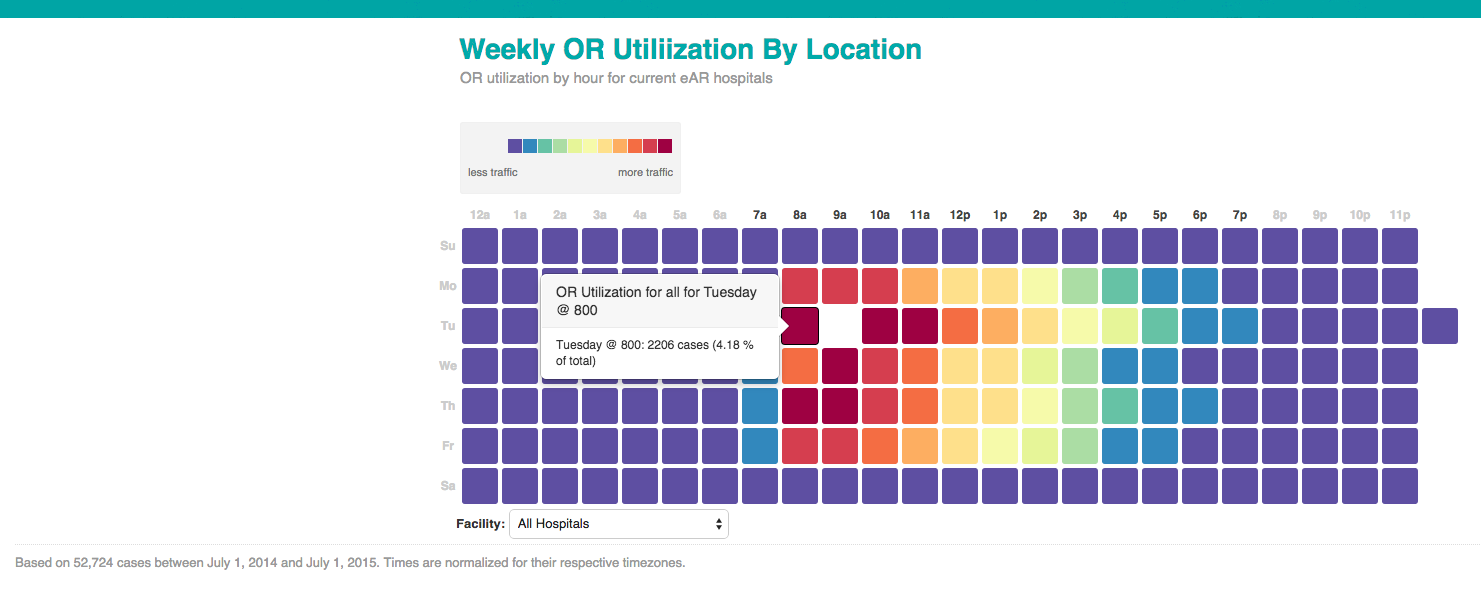 Weekly OR Utiliization By Location
OR utilization by hour for current eAR hospitals
less traffic more traffic
12a 1a 2a 3a 4a 5a 6a 7a 8a 9a 10a 11a 12p 1p 2p 3p 4p 5p 6p 7p 8p 9p 10p 11p
Su
Mo
OR Utilization for all for Tuesday
@ 800
Tu
Tuesday @ 800: 2206 cases (4.18 %
of total)
We
Th
Fr
Sa
Facility: All Hospitals
Based on 52,724 cases between July 1, 2014 and July 1, 2015. Times are normalized for their respective timezones.